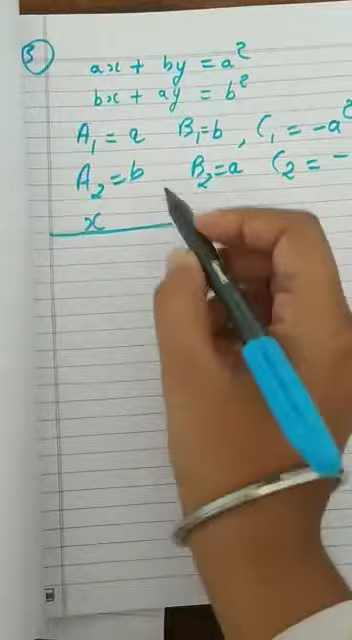 3
ax + by = a²
bx + ay = b²
A₁ = a B₁ = b , C₁ = -a²
A₂ = b B₂ = a C₂ = -
x